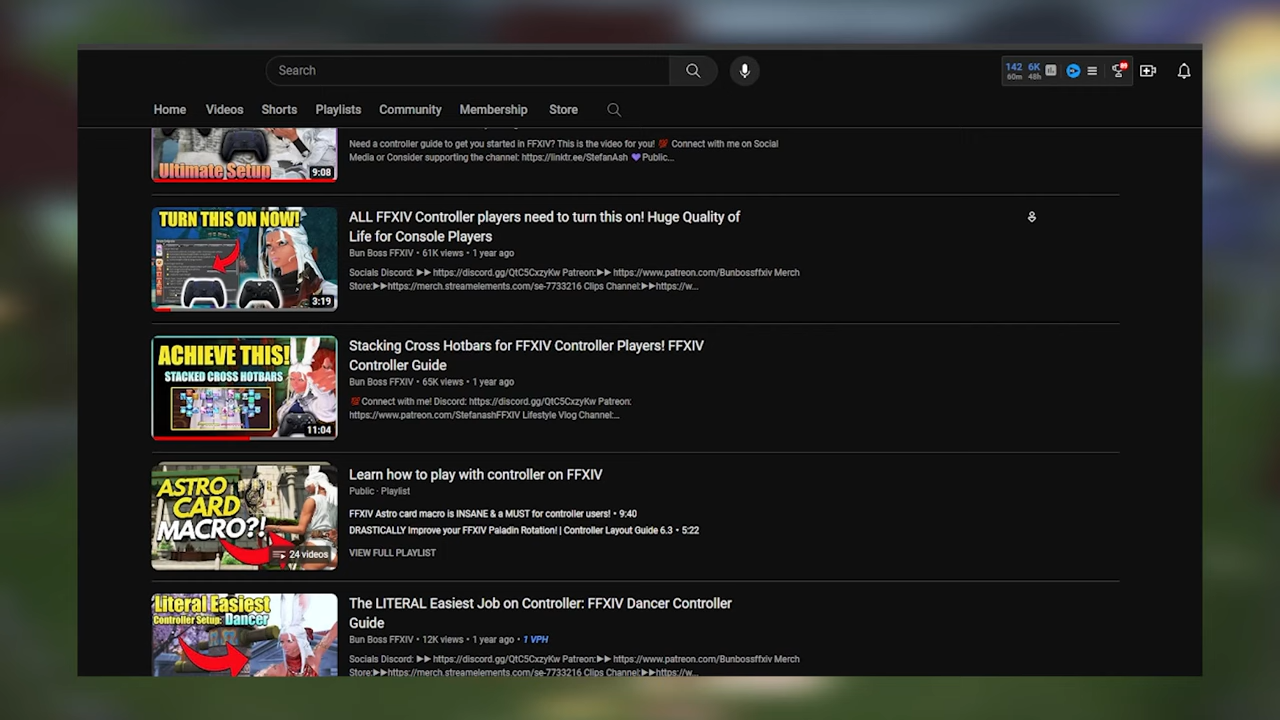 Search
142 6K
60m 48h
89
Home Videos Shorts Playlists Community Membership Store
Ultimate Setup
9:08
Need a controller guide to get you started in FFXIV? This is the video for you! 💯 Connect with me on Social
Media or Consider supporting the channel: https://linktr.ee/StefanAsh 💜Public...
TURN THIS ON NOW!
3:19
ALL FFXIV Controller players need to turn this on! Huge Quality of
Life for Console Players
Bun Boss FFXIV • 61K views • 1 year ago
Socials Discord: ▶▶ https://discord.gg/QtC5CxzyKw Patreon:▶▶ https://www.patreon.com/Bunbossffxiv Merch
Store:▶▶https://merch.streamelements.com/se-7733216 Clips Channel:▶▶https://w...
8
ACHIEVE THIS!
STACKED CROSS HOTBARS
11:04
Stacking Cross Hotbars for FFXIV Controller Players! FFXIV
Controller Guide
Bun Boss FFXIV • 65K views • 1 year ago
💯Connect with me! Discord: https://discord.gg/QtC5CxzyKw Patreon:
https://www.patreon.com/StefanashFFXIV Lifestyle Vlog Channel:...
ASTRO
CARD
MACRO?!
24 videos
Learn how to play with controller on FFXIV
Public · Playlist
FFXIV Astro card macro is INSANE & a MUST for controller users! • 9:40
DRASTICALLY Improve your FFXIV Paladin Rotation! | Controller Layout Guide 6.3 • 5:22
VIEW FULL PLAYLIST
Literal Easiest
Controller Setup: Dancer
The LITERAL Easiest Job on Controller: FFXIV Dancer Controller
Guide
Bun Boss FFXIV • 12K views • 1 year ago • 1 VPH
Socials Discord: ▶▶ https://discord.gg/QtC5CxzyKw Patreon:▶▶ https://www.patreon.com/Bunbossffxiv Merch
Store:▶▶https://merch.streamelements.com/se-7733216 Clips Channel:▶▶https://w...